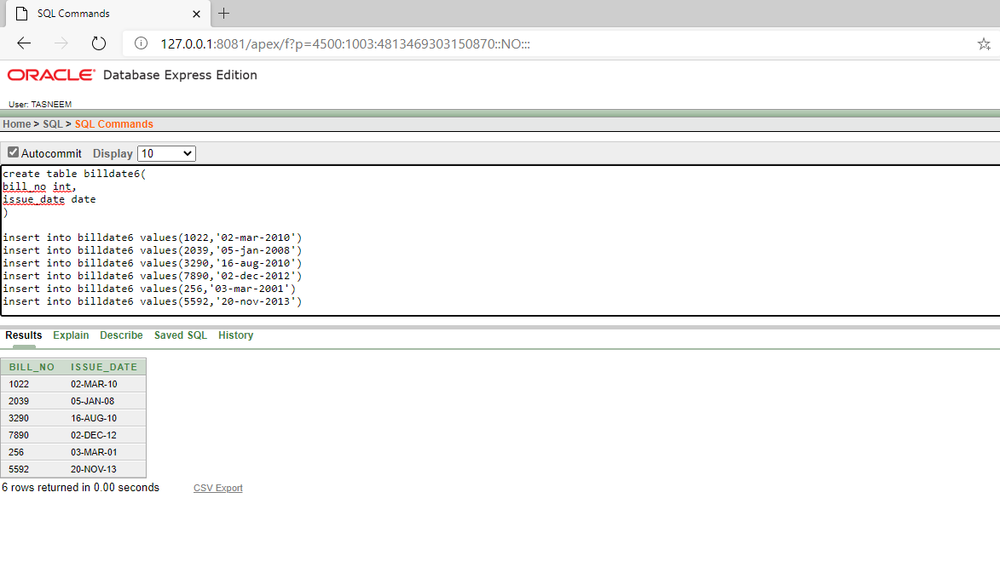 SQL Commands
127.0.0.1:8081/apex/f?p=4500:1003:4813469303150870::NO:::
ORACLE® Database Express Edition
User: TASNEEM
Home > SQL > SQL Commands
Autocommit Display 10
create table billdate6(
bill_no int,
issue_date date
)
insert into billdate6 values(1022,'02-mar-2010')
insert into billdate6 values(2039,'05-jan-2008')
insert into billdate6 values(3290,'16-aug-2010')
insert into billdate6 values(7890,'02-dec-2012')
insert into billdate6 values(256,'03-mar-2001')
insert into billdate6 values(5592,'20-nov-2013')
Results Explain Describe Saved SQL History
BILL_NO ISSUE_DATE
1022 02-MAR-10
2039 05-JAN-08
3290 16-AUG-10
7890 02-DEC-12
256 03-MAR-01
5592 20-NOV-13
6 rows returned in 0.00 seconds CSV Export